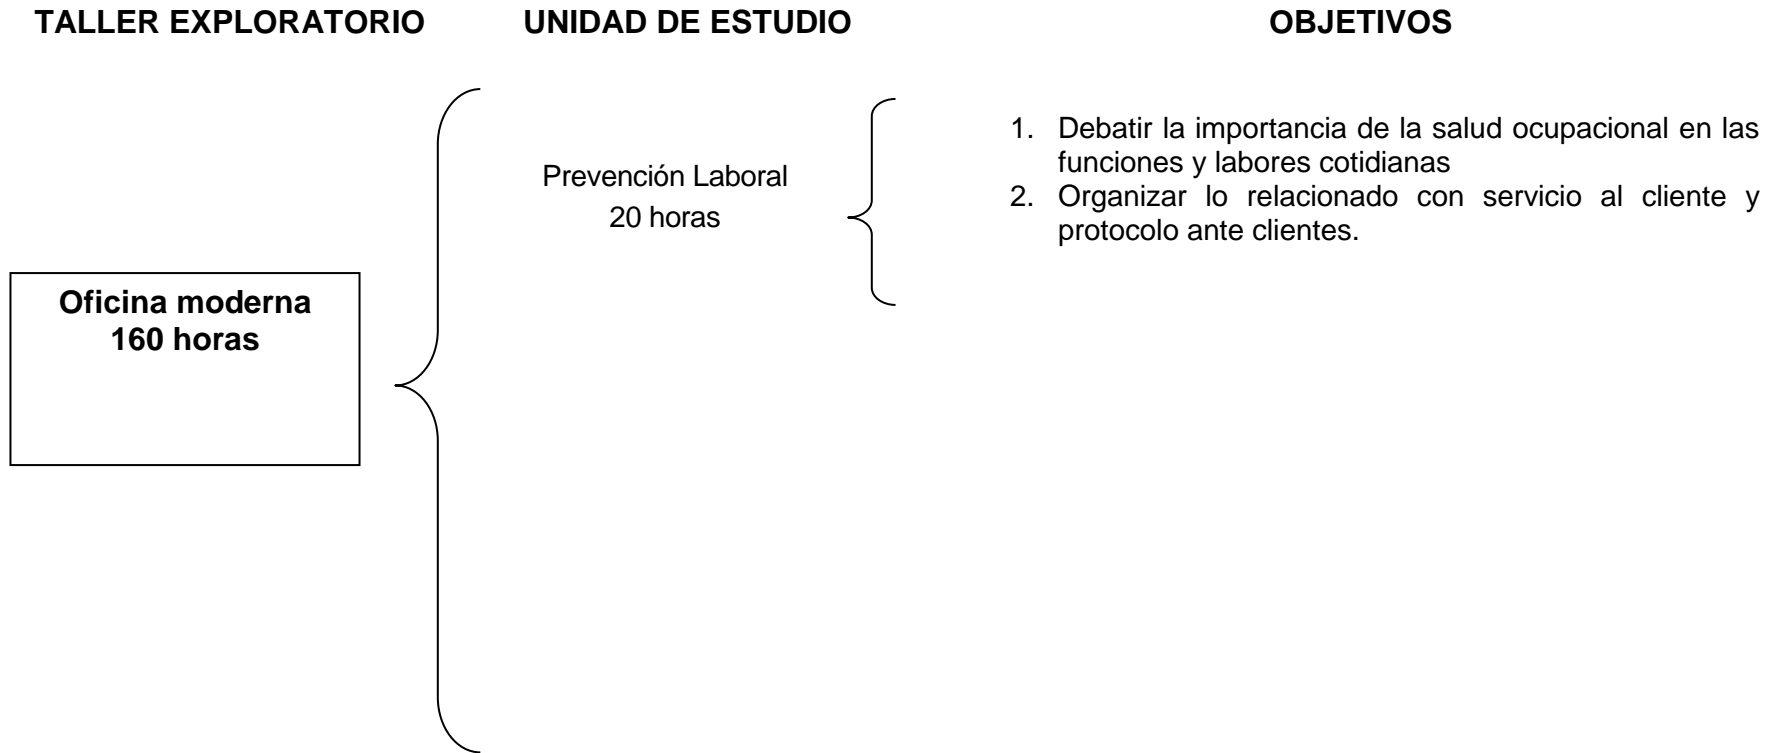 TALLER EXPLORATORIO UNIDAD DE ESTUDIO OBJETIVOS
Oficina moderna
160 horas
Prevención Laboral
20 horas
1. Debatir la importancia de la salud ocupacional en las
funciones y labores cotidianas
2. Organizar lo relacionado con servicio al cliente y
protocolo ante clientes.